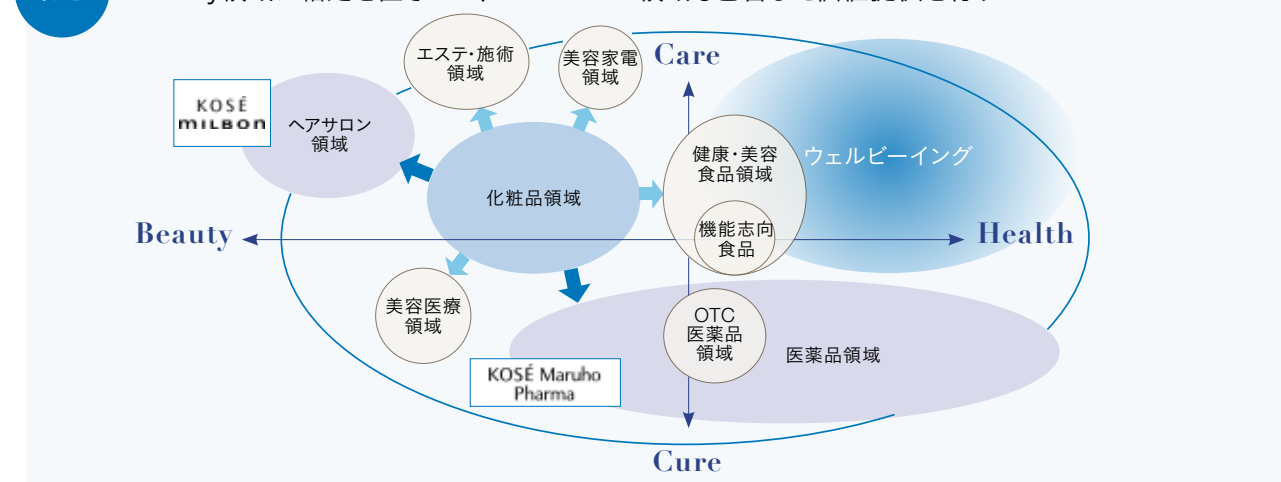 エステ・施術
領域
美容家電
領域
Care
KOSÉ
MILBON
ヘアサロン
領域
健康・美容
食品領域
ウェルビーイング
化粧品領域
Beauty
機能志向
食品
Health
美容医療
領域
OTC
医薬品
領域
医薬品領域
KOSÉ Maruho
Pharma
Cure